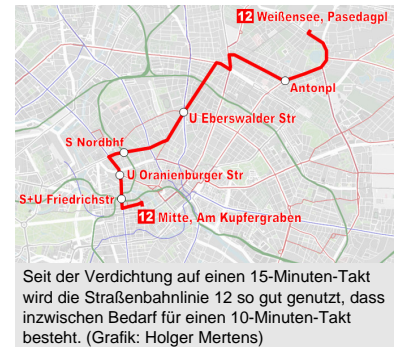 12 Weißensee, Pasedagpl
Antonpl
U Eberswalder Str
S Nordbhf
U Oranienburger Str
S+U Friedrichstr
12 Mitte, Am Kupfergraben
Seit der Verdichtung auf einen 15-Minuten-Takt
wird die Straßenbahnlinie 12 so gut genutzt, dass
inzwischen Bedarf für einen 10-Minuten-Takt
besteht. (Grafik: Holger Mertens)